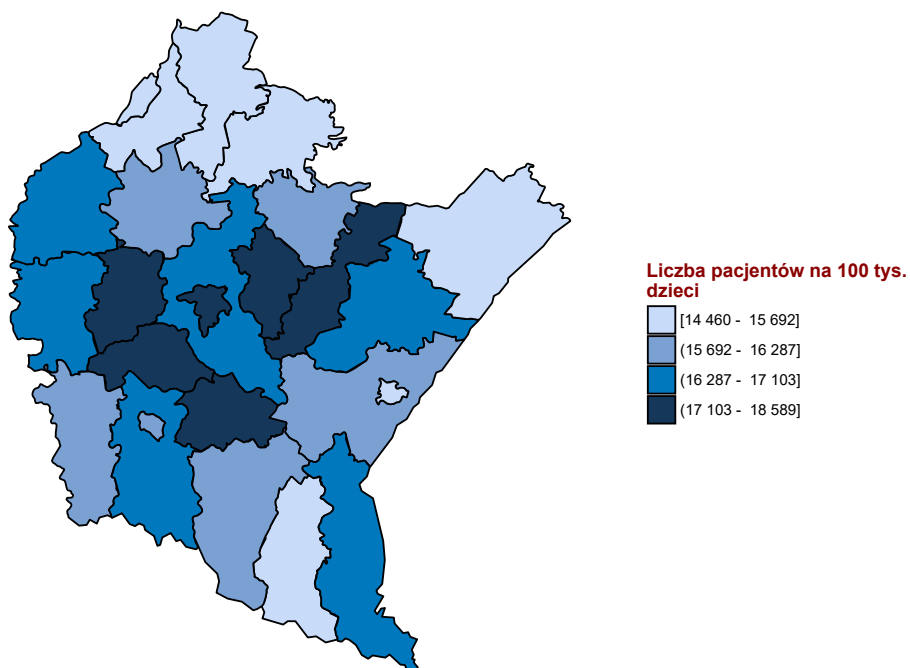 Liczba pacjentów na 100 tys.
dzieci
[14 460 - 15 692]
(15 692 - 16 287]
(16 287 - 17 103]
(17 103 - 18 589]